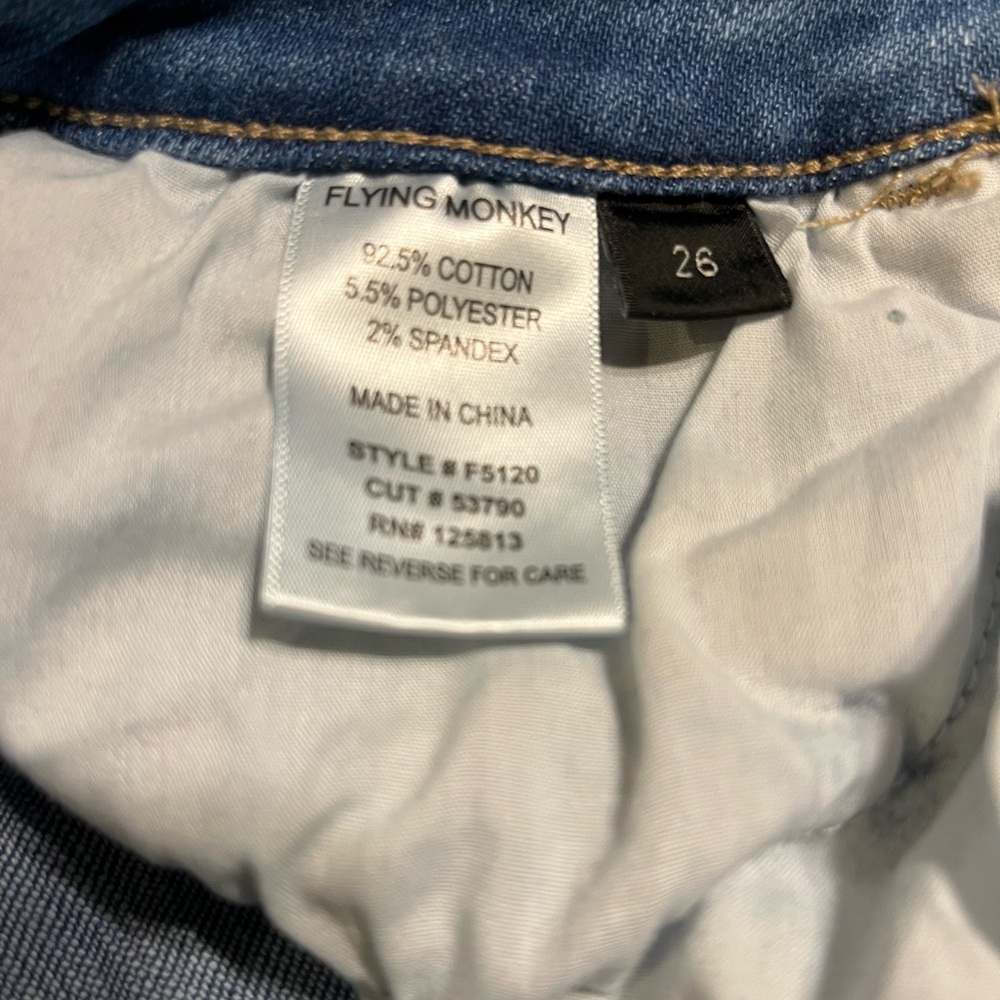 FLYING MONKEY
92.5% COTTON
5.5% POLYESTER
2% SPANDEX
MADE IN CHINA
STYLE # F5120
CUT # 53790
RN# 125813
SEE REVERSE FOR CARE
26